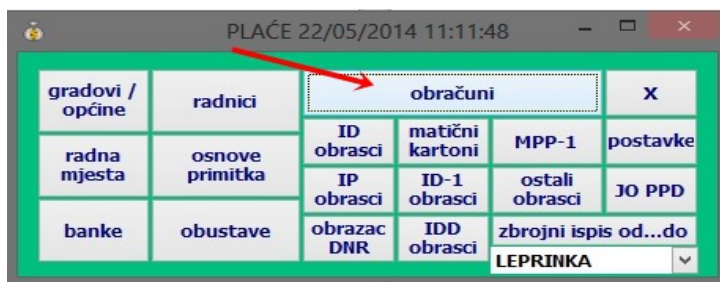 PLAĆE 22/05/2014 11:11:48
gradovi /
općine
radnici
obračuni
X
radna
mjesta
osnove
primitka
ID
obrasci
matični
kartoni
MPP-1
postavke
IP
obrasci
ID-1
obrasci
ostali
obrasci
JO PPD
banke
obustave
obrazac
DNR
IDD
obrasci
zbrojni ispis od...do
LEPRINKA